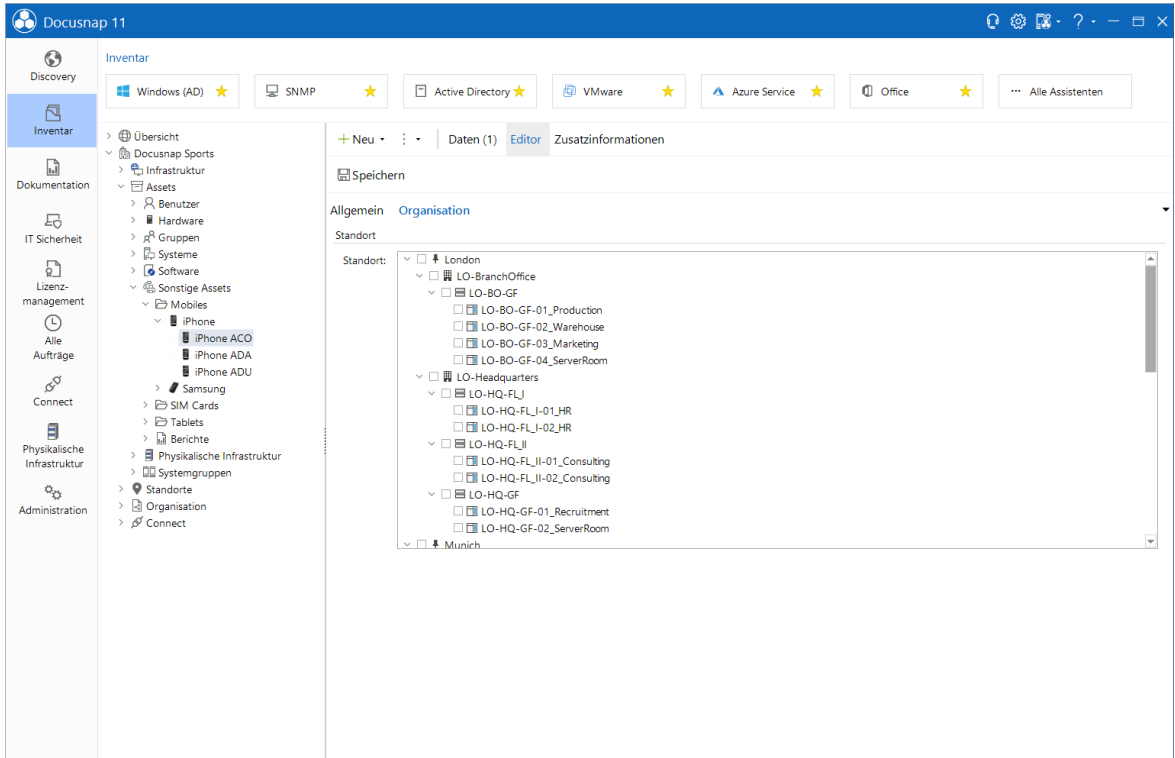 Docusnap 11
Discovery
Inventar
Dokumentation
IT Sicherheit
Lizenz-
management
Alle
Aufträge
Connect
Physikalische
Infrastruktur
Administration
Inventar
Windows (AD)
SNMP
Active Directory
VMware
Azure Service
Office
Alle Assistenten
Übersicht
Docusnap Sports
Infrastruktur
Assets
Benutzer
Hardware
Gruppen
Systeme
Software
Sonstige Assets
Mobiles
iPhone
iPhone ACO
iPhone ADA
iPhone ADU
Samsung
SIM Cards
Tablets
Berichte
Physikalische Infrastruktur
Systemgruppen
Standorte
Organisation
Connect
Neu
Daten (1) Editor Zusatzinformationen
Speichern
Allgemein Organisation
Standort
Standort:
London
LO-BranchOffice
LO-BO-GF
LO-BO-GF-01_Production
LO-BO-GF-02_Warehouse
LO-BO-GF-03_Marketing
LO-BO-GF-04_ServerRoom
LO-Headquarters
LO-HQ-FL_I
LO-HQ-FL_I-01_HR
LO-HQ-FL_I-02_HR
LO-HQ-FL_II
LO-HQ-FL_II-01_Consulting
LO-HQ-FL_II-02_Consulting
LO-HQ-GF
LO-HQ-GF-01_Recruitment
LO-HQ-GF-02_ServerRoom
Munich